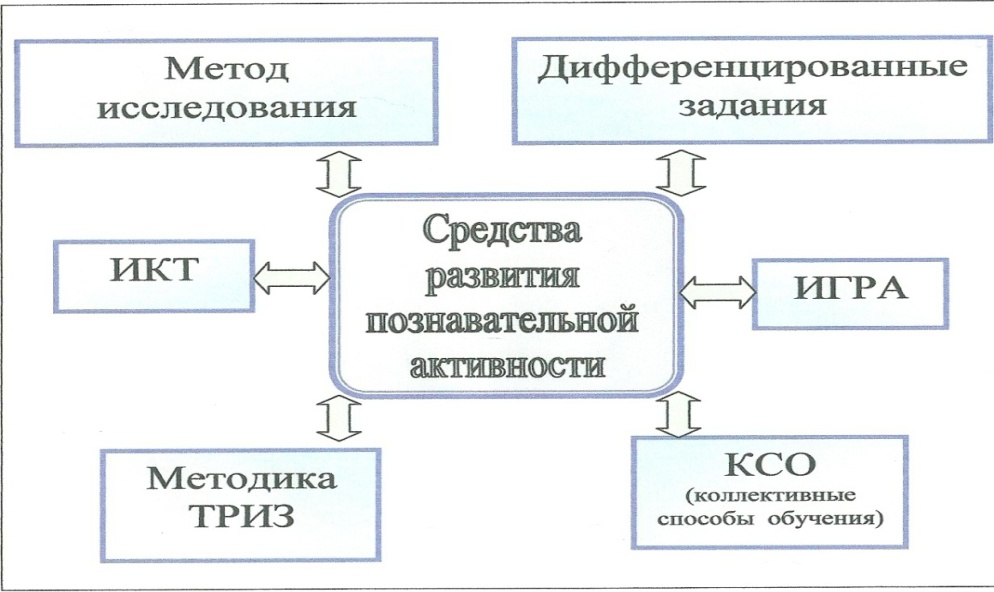 Метод
исследования
Дифференцированные
задания
Средства
развития
познавательной
активности
ИКТ
ИГРА
Методика
ТРИЗ
КСО
(коллективные
способы обучения)